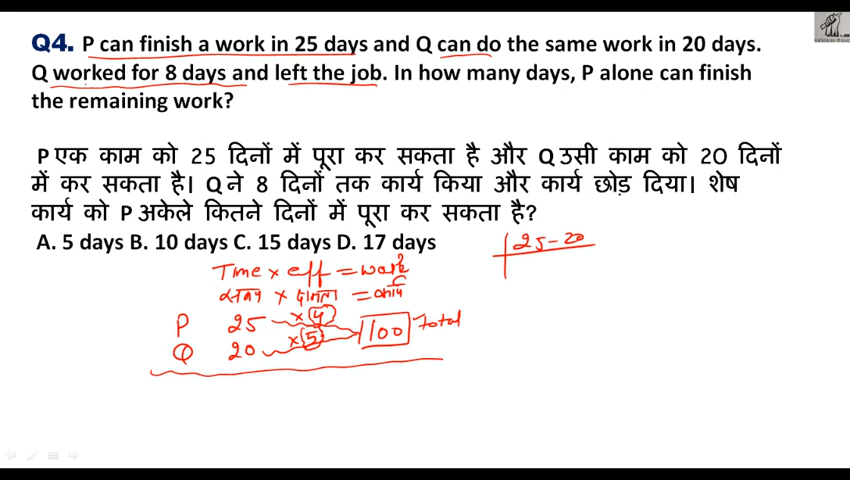 Q4. P can finish a work in 25 days and Q can do the same work in 20 days.
Q worked for 8 days and left the job. In how many days, P alone can finish
the remaining work?
P एक काम को 25 दिनों में पूरा कर सकता है और Q उसी काम को 20 दिनों
में कर सकता है। Q ने 8 दिनों तक कार्य किया और कार्य छोड़ दिया। शेष
कार्य को P अकेले कितने दिनों में पूरा कर सकता है?
A. 5 days B. 10 days C. 15 days D. 17 days
25-20
Time × eff = work
समय × = कार्य
P 25 ×4
100 Total
Q 20 ×5